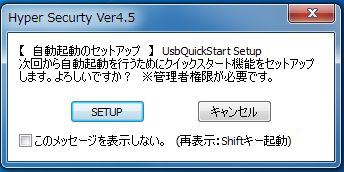 Hyper Securty Ver4.5
【 自動起動のセットアップ 】 UsbQuickStart Setup
次回から自動起動を行うためにクイックスタート機能をセットアップ
します。よろしいですか？ ※管理者権限が必要です。
SETUP キャンセル
このメッセージを表示しない。 (再表示:Shiftキー起動)